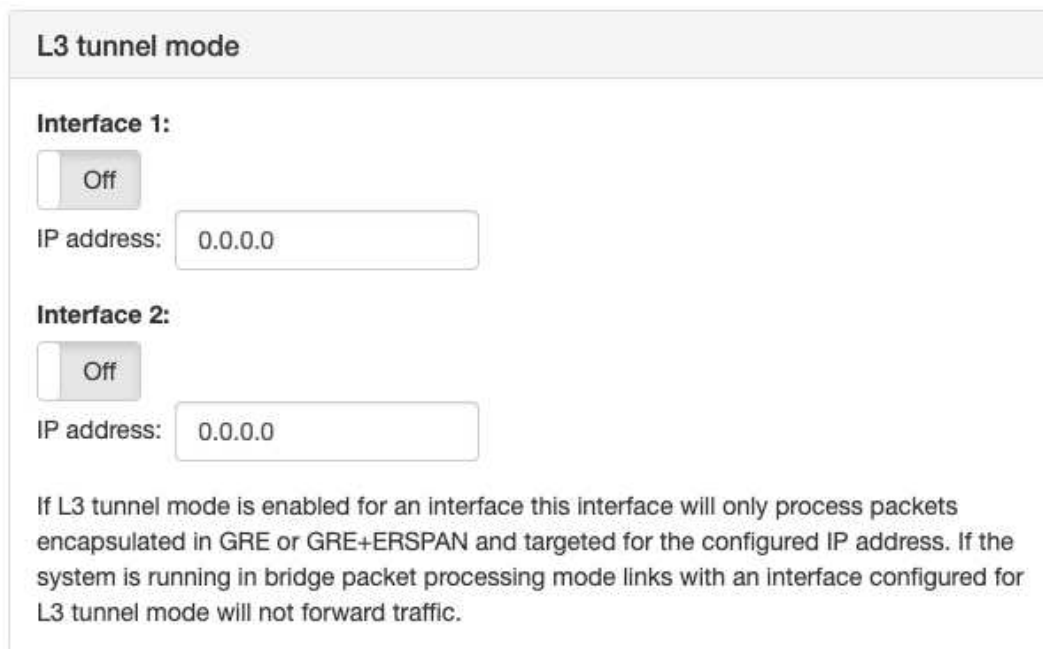 L3 tunnel mode
Interface 1:
Off
IP address: 0.0.0.0
Interface 2:
Off
IP address: 0.0.0.0
If L3 tunnel mode is enabled for an interface this interface will only process packets
encapsulated in GRE or GRE+ERSPAN and targeted for the configured IP address. If the
system is running in bridge packet processing mode links with an interface configured for
L3 tunnel mode will not forward traffic.